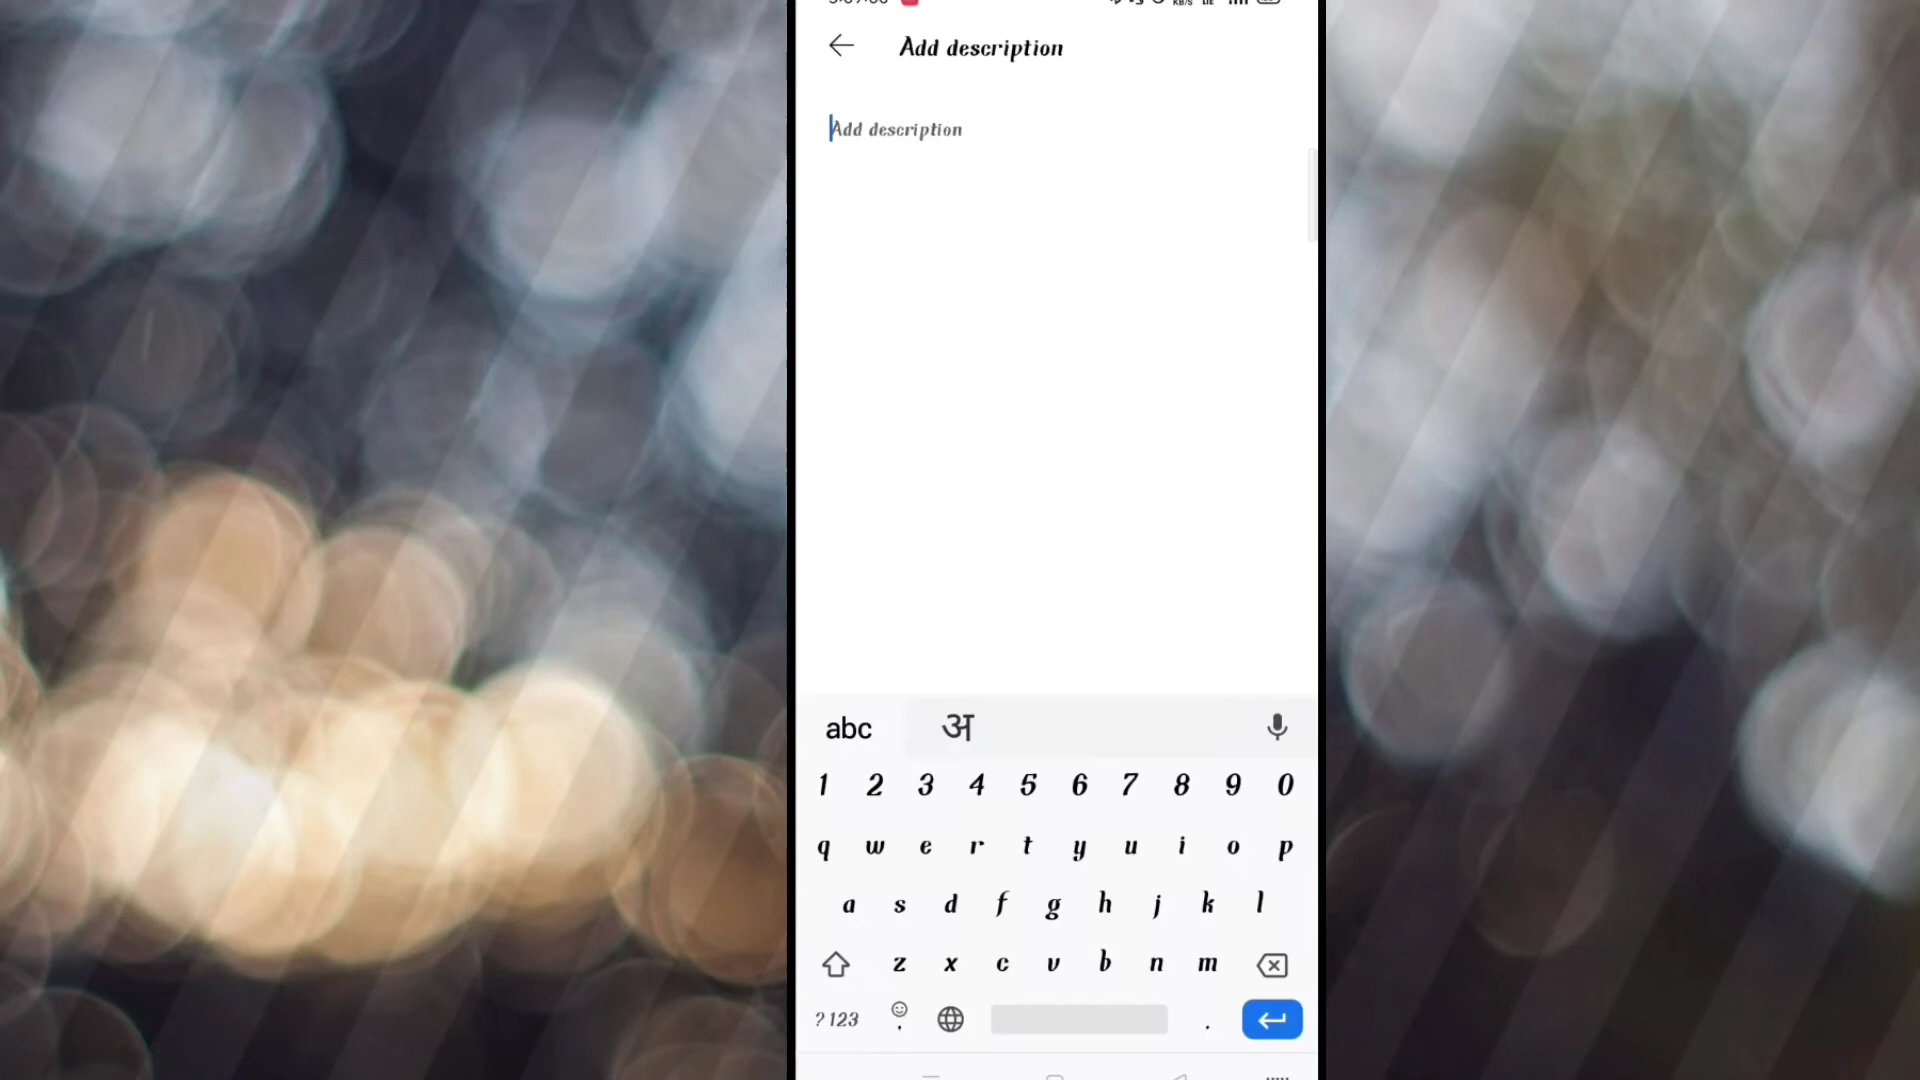 Add description
Add description
abc अ
1 2 3 4 5 6 7 8 9 0
q w e r t y u i o p
a s d f g h j k l
z x c v b n m
?123 , .